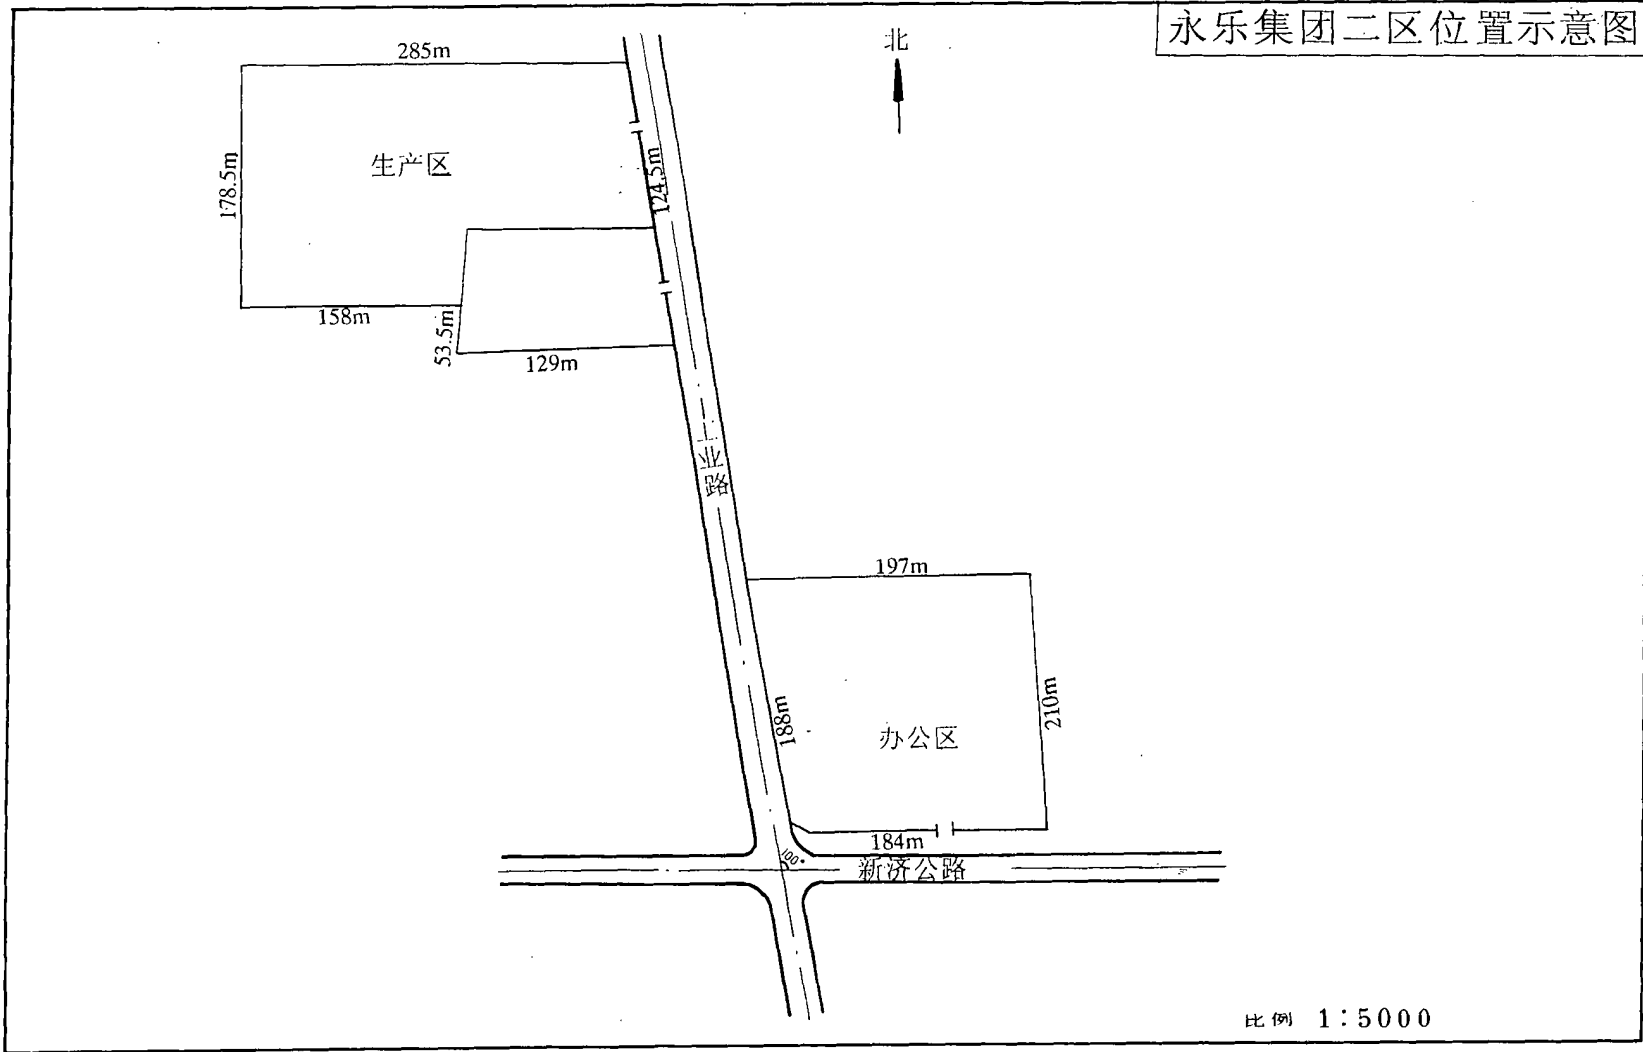 永乐集团二区位置示意图
北
285m
178.5m
生产区
124.5m
158m
53.5m
129m
工业路
197m
188m
210m
办公区
184m
100°
新济公路
比例 1:5000